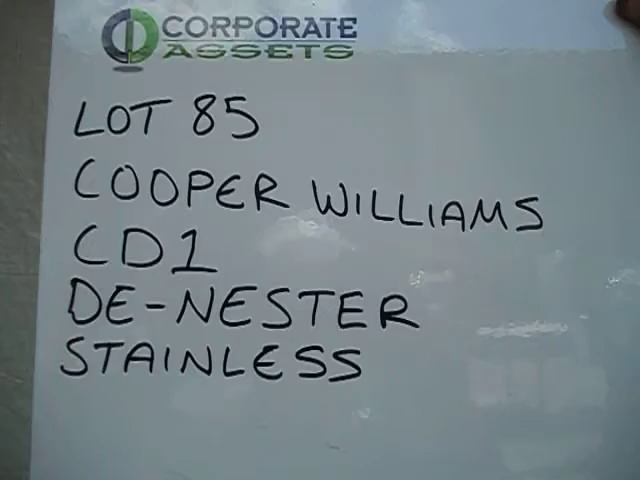 CORPORATE
ASSETS
LOT 85
COOPER WILLIAMS
CD1
DE-NESTER
STAINLESS